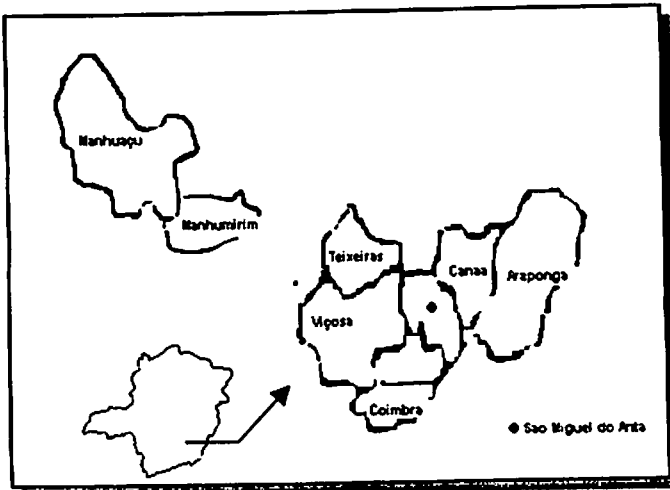 Manhuaçu
Manhumirim
Teixeiras
Canaa
Araponga
Viçosa
Coimbra
Sao Miguel do Anta